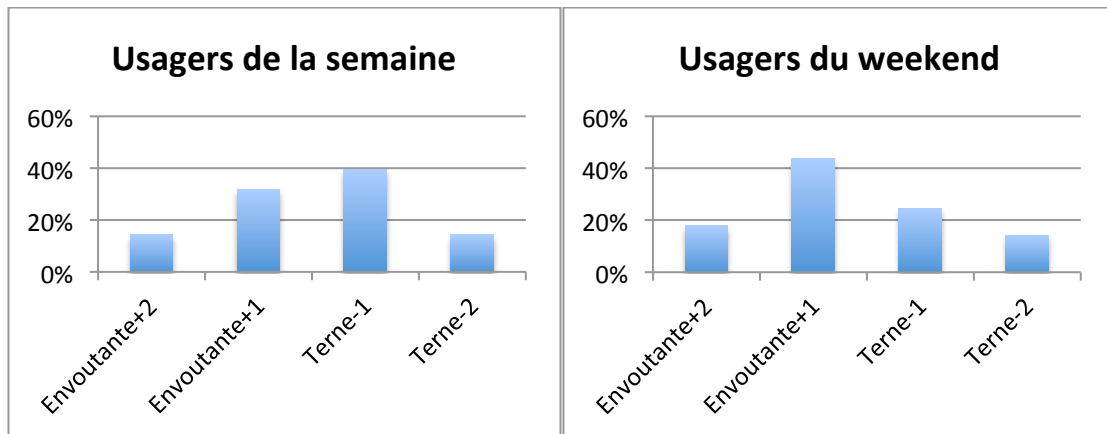 Usagers de la semaine
60%
40%
20%
0%
Envoutante+2
Envoutante+1
Terne-1
Terne-2
Usagers du weekend
60%
40%
20%
0%
Envoutante+2
Envoutante+1
Terne-1
Terne-2